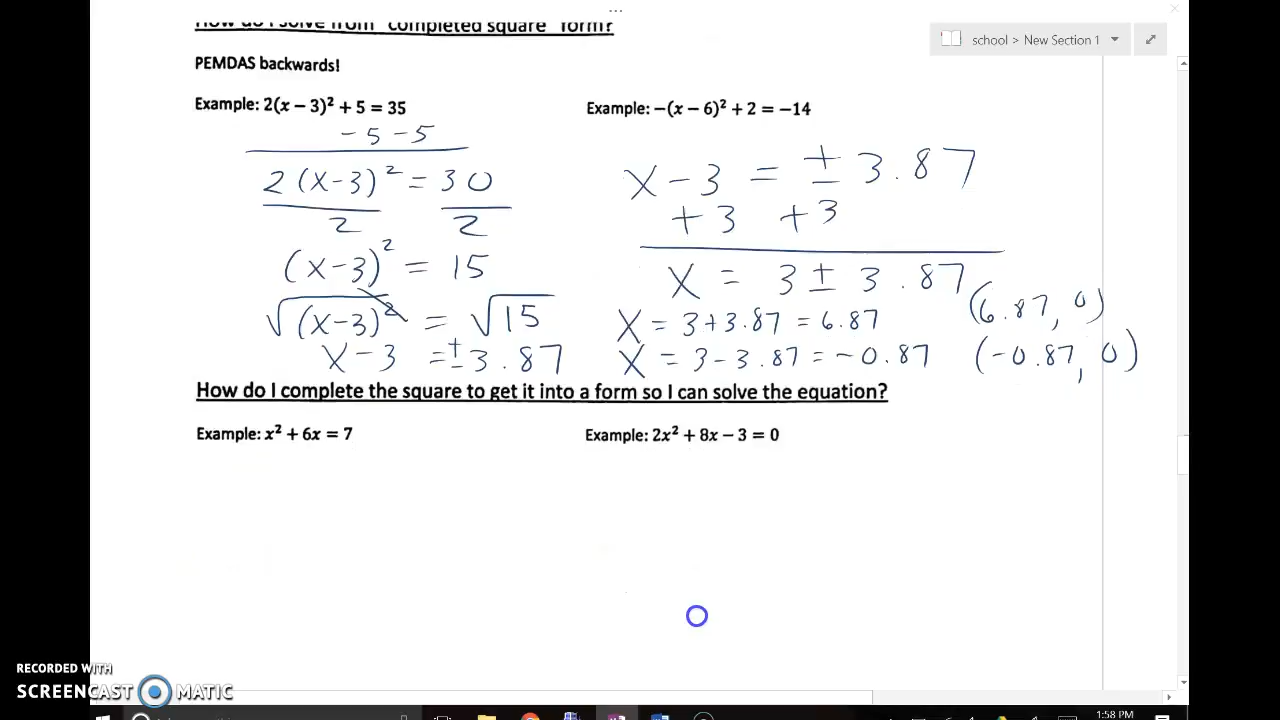 How do I solve from "completed square" form?
school > New Section 1
PEMDAS backwards!
Example: 2(x − 3)² + 5 = 35
- 5 - 5
2 (x-3)² = 30
2 2
(x-3)² = 15
√(x-3)² = √15
x - 3 = ± 3.87
Example: −(x − 6)² + 2 = −14
x - 3 = ± 3.87
+ 3 + 3
x = 3 ± 3.87
x = 3 + 3.87 = 6.87 (6.87, 0)
x = 3 - 3.87 = -0.87 (-0.87, 0)
How do I complete the square to get it into a form so I can solve the equation?
Example: x² + 6x = 7
Example: 2x² + 8x − 3 = 0
RECORDED WITH
SCREENCAST MATIC
1:58 PM